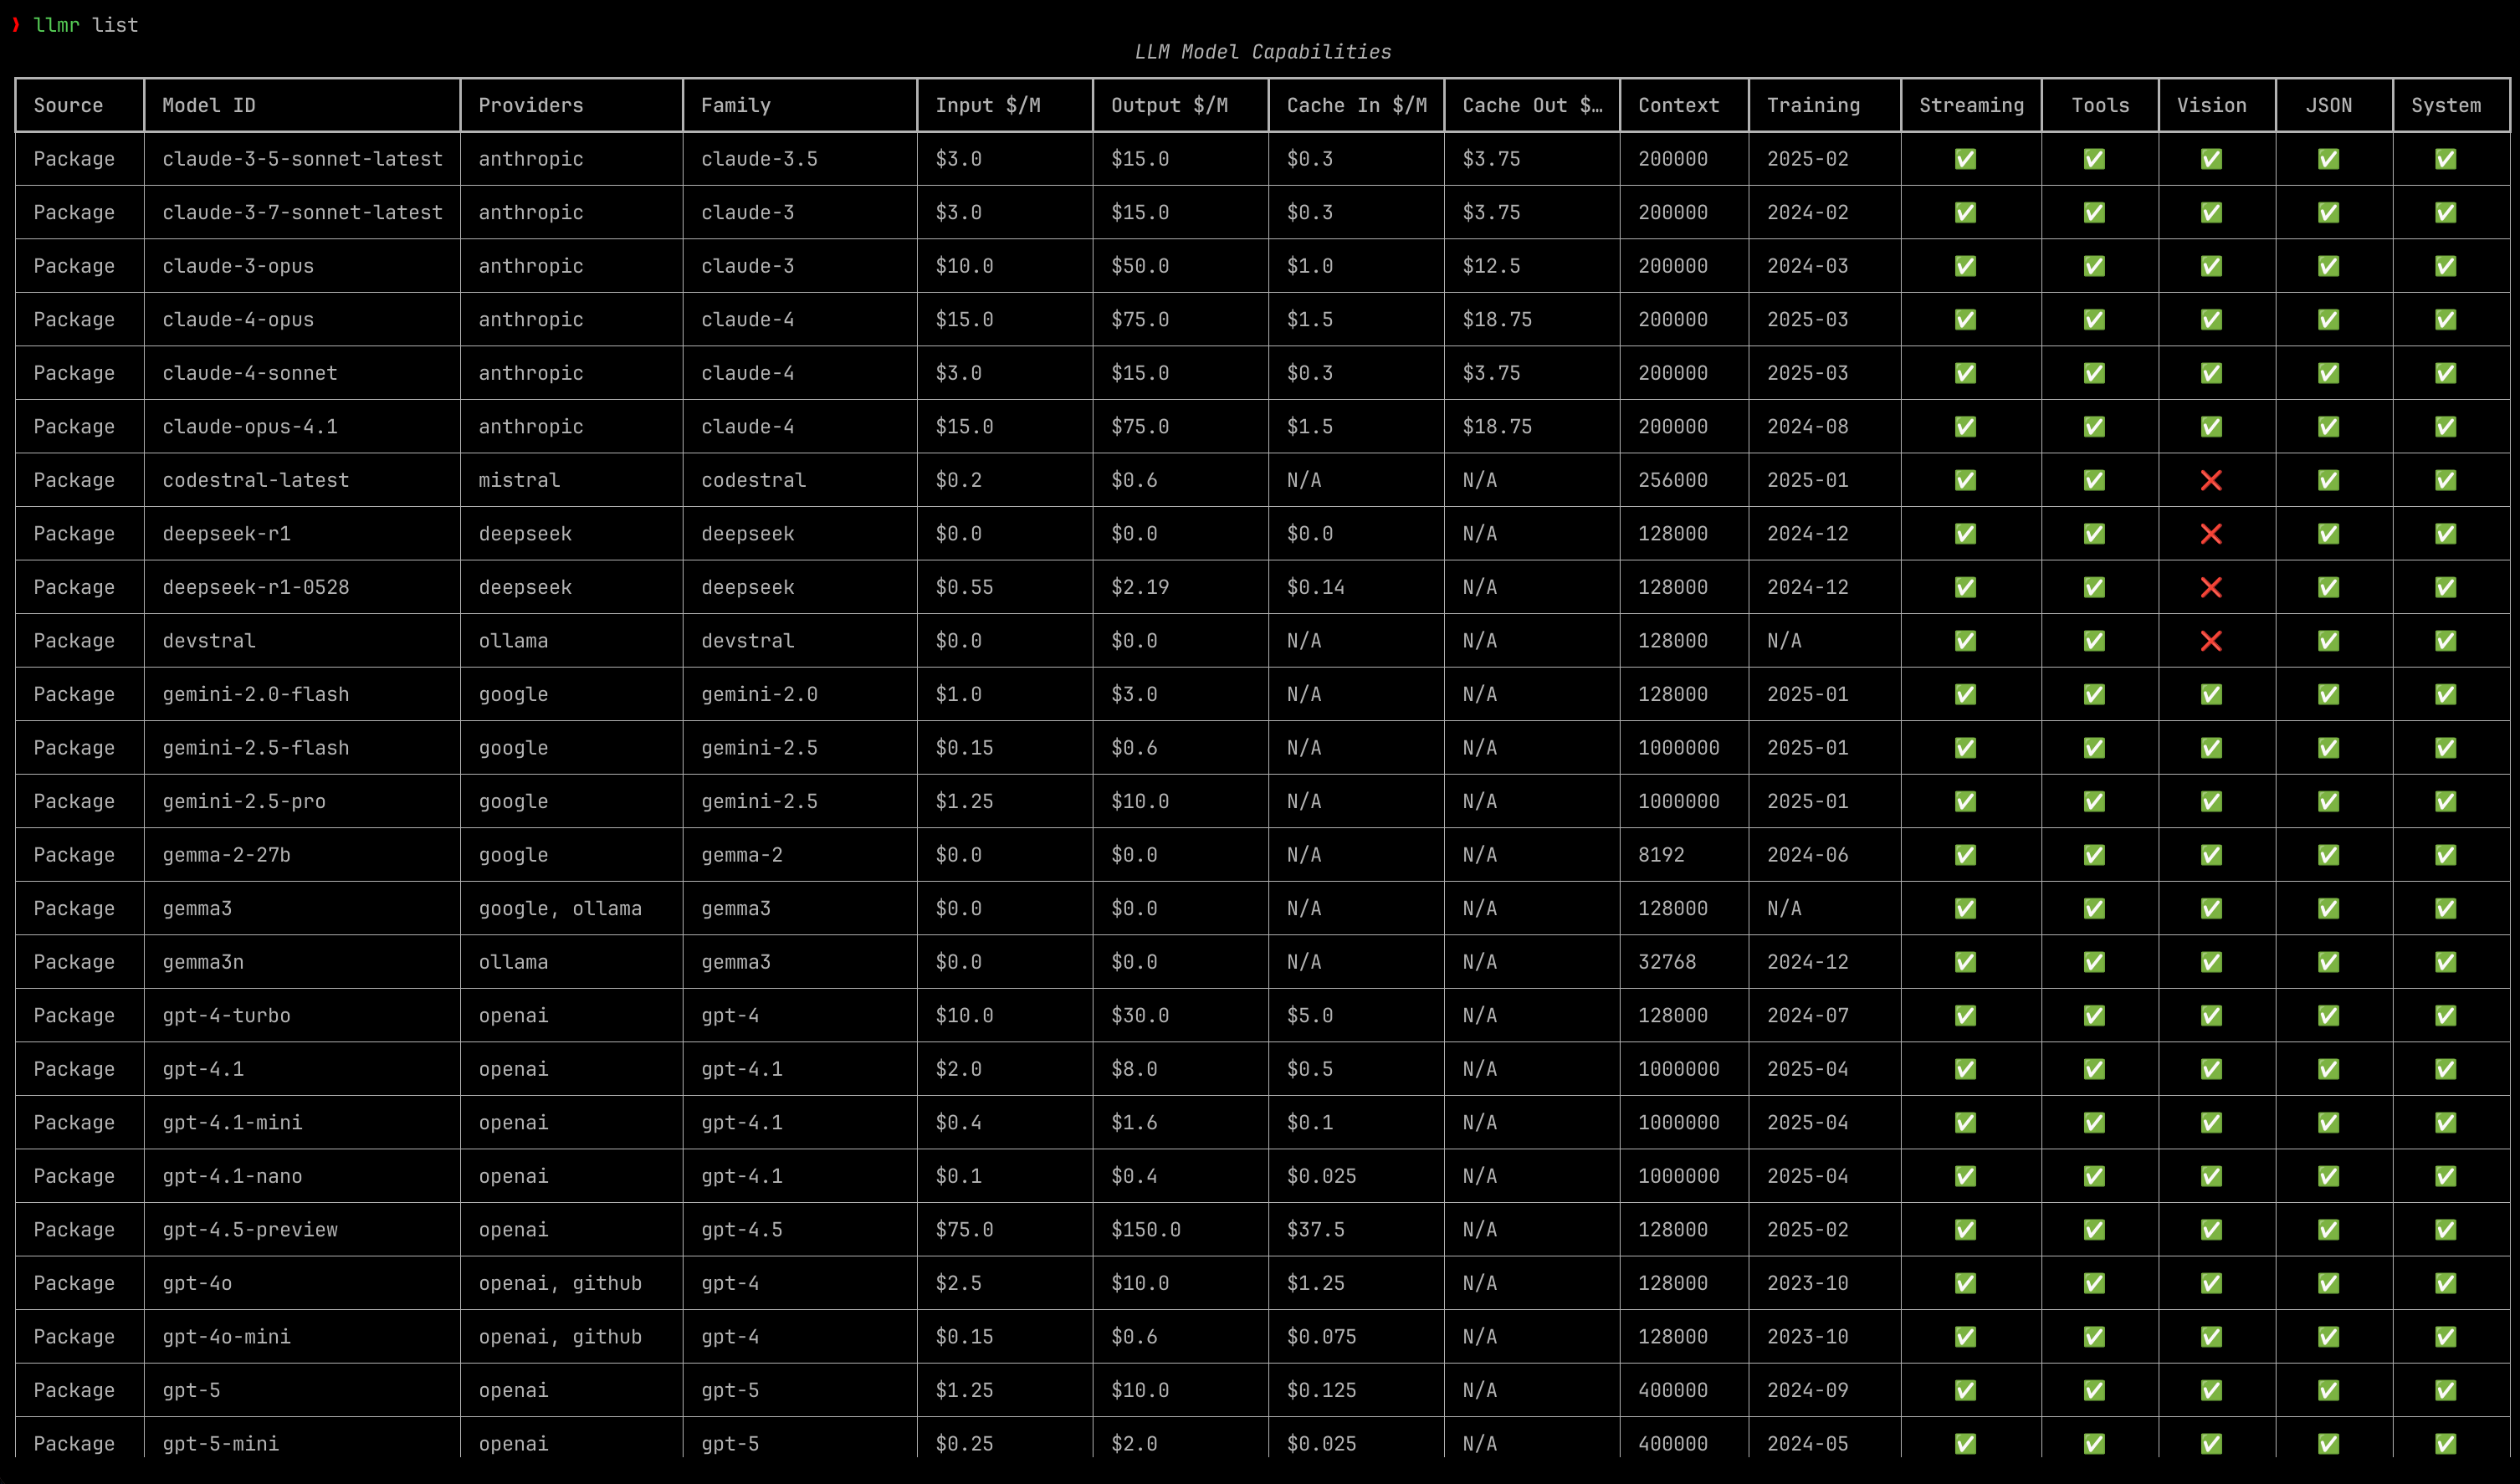 ❯ llmr list
LLM Model Capabilities
Source Model ID Providers Family Input $/M Output $/M Cache In $/M Cache Out $… Context Training Streaming Tools Vision JSON System
Package claude-3-5-sonnet-latest anthropic claude-3.5 $3.0 $15.0 $0.3 $3.75 200000 2025-02 ✅ ✅ ✅ ✅ ✅
Package claude-3-7-sonnet-latest anthropic claude-3 $3.0 $15.0 $0.3 $3.75 200000 2024-02 ✅ ✅ ✅ ✅ ✅
Package claude-3-opus anthropic claude-3 $10.0 $50.0 $1.0 $12.5 200000 2024-03 ✅ ✅ ✅ ✅ ✅
Package claude-4-opus anthropic claude-4 $15.0 $75.0 $1.5 $18.75 200000 2025-03 ✅ ✅ ✅ ✅ ✅
Package claude-4-sonnet anthropic claude-4 $3.0 $15.0 $0.3 $3.75 200000 2025-03 ✅ ✅ ✅ ✅ ✅
Package claude-opus-4.1 anthropic claude-4 $15.0 $75.0 $1.5 $18.75 200000 2024-08 ✅ ✅ ✅ ✅ ✅
Package codestral-latest mistral codestral $0.2 $0.6 N/A N/A 256000 2025-01 ✅ ✅ ❌ ✅ ✅
Package deepseek-r1 deepseek deepseek $0.0 $0.0 $0.0 N/A 128000 2024-12 ✅ ✅ ❌ ✅ ✅
Package deepseek-r1-0528 deepseek deepseek $0.55 $2.19 $0.14 N/A 128000 2024-12 ✅ ✅ ❌ ✅ ✅
Package devstral ollama devstral $0.0 $0.0 N/A N/A 128000 N/A ✅ ✅ ❌ ✅ ✅
Package gemini-2.0-flash google gemini-2.0 $1.0 $3.0 N/A N/A 128000 2025-01 ✅ ✅ ✅ ✅ ✅
Package gemini-2.5-flash google gemini-2.5 $0.15 $0.6 N/A N/A 1000000 2025-01 ✅ ✅ ✅ ✅ ✅
Package gemini-2.5-pro google gemini-2.5 $1.25 $10.0 N/A N/A 1000000 2025-01 ✅ ✅ ✅ ✅ ✅
Package gemma-2-27b google gemma-2 $0.0 $0.0 N/A N/A 8192 2024-06 ✅ ✅ ✅ ✅ ✅
Package gemma3 google, ollama gemma3 $0.0 $0.0 N/A N/A 128000 N/A ✅ ✅ ✅ ✅ ✅
Package gemma3n ollama gemma3 $0.0 $0.0 N/A N/A 32768 2024-12 ✅ ✅ ✅ ✅ ✅
Package gpt-4-turbo openai gpt-4 $10.0 $30.0 $5.0 N/A 128000 2024-07 ✅ ✅ ✅ ✅ ✅
Package gpt-4.1 openai gpt-4.1 $2.0 $8.0 $0.5 N/A 1000000 2025-04 ✅ ✅ ✅ ✅ ✅
Package gpt-4.1-mini openai gpt-4.1 $0.4 $1.6 $0.1 N/A 1000000 2025-04 ✅ ✅ ✅ ✅ ✅
Package gpt-4.1-nano openai gpt-4.1 $0.1 $0.4 $0.025 N/A 1000000 2025-04 ✅ ✅ ✅ ✅ ✅
Package gpt-4.5-preview openai gpt-4.5 $75.0 $150.0 $37.5 N/A 128000 2025-02 ✅ ✅ ✅ ✅ ✅
Package gpt-4o openai, github gpt-4 $2.5 $10.0 $1.25 N/A 128000 2023-10 ✅ ✅ ✅ ✅ ✅
Package gpt-4o-mini openai, github gpt-4 $0.15 $0.6 $0.075 N/A 128000 2023-10 ✅ ✅ ✅ ✅ ✅
Package gpt-5 openai gpt-5 $1.25 $10.0 $0.125 N/A 400000 2024-09 ✅ ✅ ✅ ✅ ✅
Package gpt-5-mini openai gpt-5 $0.25 $2.0 $0.025 N/A 400000 2024-05 ✅ ✅ ✅ ✅ ✅